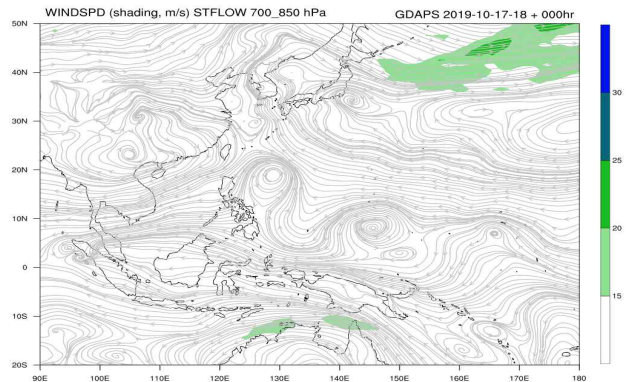 WINDSPD (shading, m/s) STFLOW 700_850 hPa
GDAPS 2019-10-17-18 + 000hr
50N
40N
30N
20N
10N
0
10S
20S
90E
100E
110E
120E
130E
140E
150E
160E
170E
180
30
25
20
15